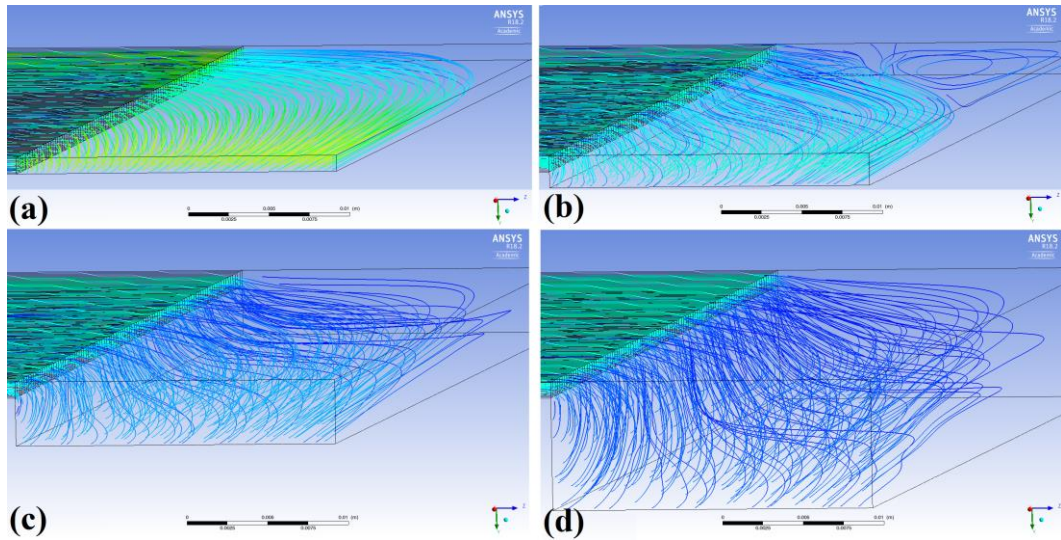 ANSYS
R18.2
Academic
0
0.005
0.01
(m)
0.0025
0.0075
Z
Y
(a)
ANSYS
R18.2
Academic
0
0.005
0.01
(m)
0.0025
0.0075
Z
Y
(b)
ANSYS
R18.2
Academic
0
0.005
0.01
(m)
0.0025
0.0075
Z
Y
(c)
ANSYS
R18.2
Academic
0
0.005
0.01
(m)
0.0025
0.0075
Z
Y
(d)